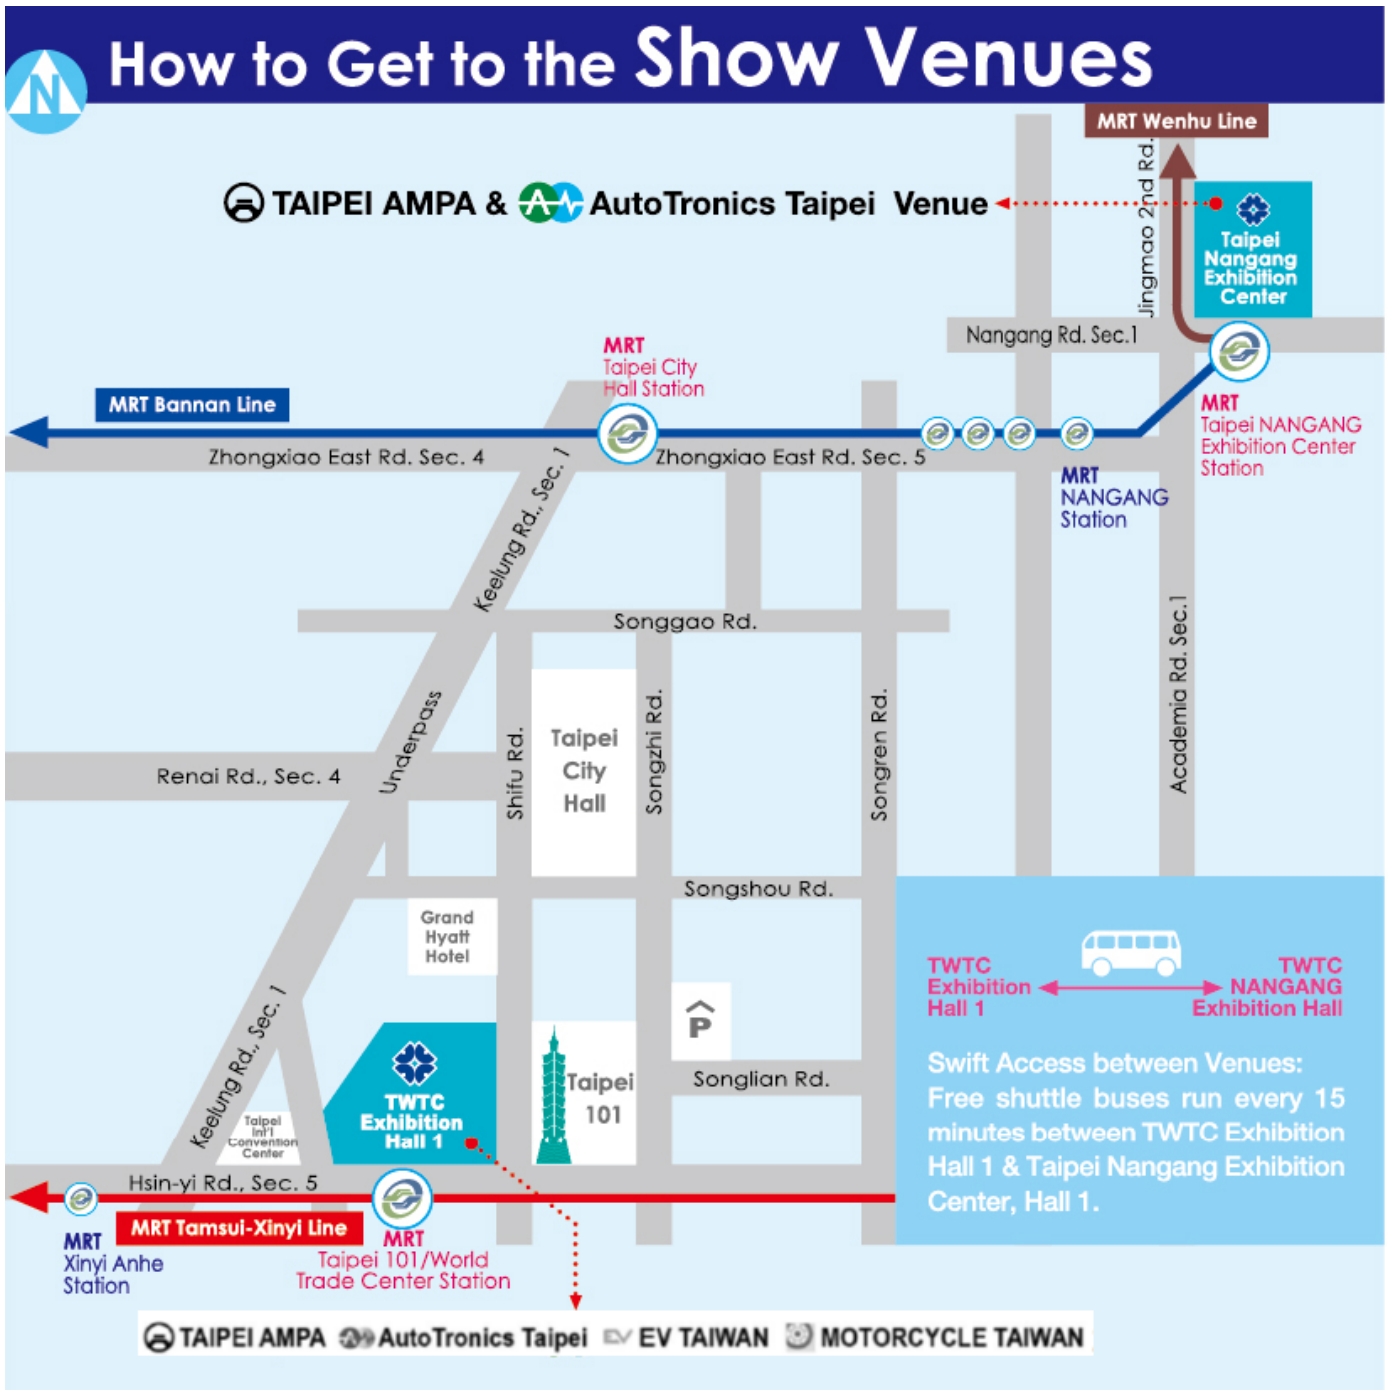 N
How to Get to the Show Venues
MRT Wenhu Line
TAIPEI AMPA & AutoTronics Taipei Venue
Jingmao 2nd Rd.
Taipei
Nangang
Exhibition
Center
Nangang Rd. Sec.1
MRT
Taipei City
Hall Station
MRT Bannan Line
MRT
Taipei NANGANG
Exhibition Center
Station
Zhongxiao East Rd. Sec. 4
Zhongxiao East Rd. Sec. 5
MRT
NANGANG
Station
Keelung Rd., Sec. 1
Songgao Rd.
Academia Rd. Sec.1
Underpass
Shifu Rd.
Taipei
City
Hall
Songzhi Rd.
Songren Rd.
Renai Rd., Sec. 4
Songshou Rd.
Grand
Hyatt
Hotel
TWTC
Exhibition
Hall 1
TWTC
NANGANG
Exhibition Hall
Keelung Rd., Sec. 1
P
TWTC
Exhibition
Hall 1
Taipei
101
Songlian Rd.
Swift Access between Venues:
Free shuttle buses run every 15
minutes between TWTC Exhibition
Hall 1 & Taipei Nangang Exhibition
Center, Hall 1.
Taipei
Int'l
Convention
Center
Hsin-yi Rd., Sec. 5
MRT Tamsui-Xinyi Line
MRT
Xinyi Anhe
Station
MRT
Taipei 101/World
Trade Center Station
TAIPEI AMPA AutoTronics Taipei EV EV TAIWAN MOTORCYCLE TAIWAN